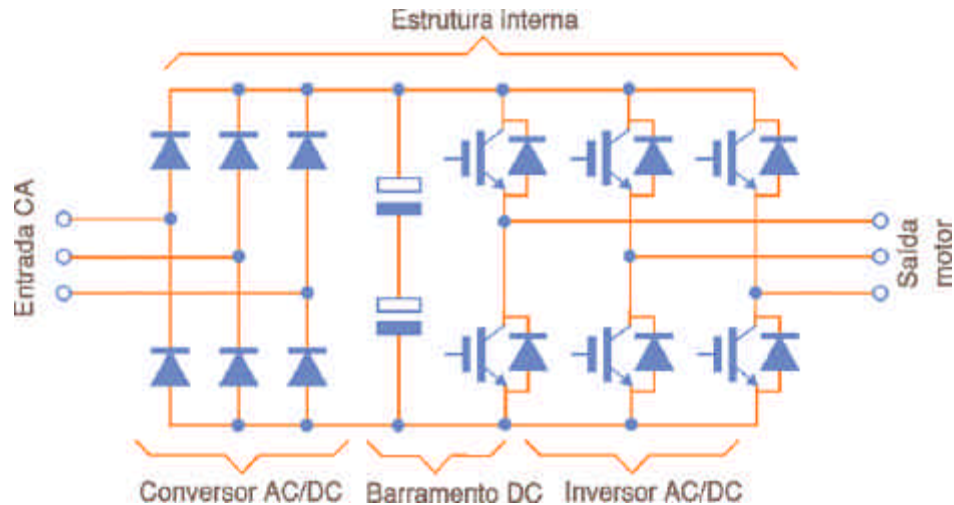 Estrutura interna
Entrada CA
Saída
motor
Conversor AC/DC
Barramento DC
Inversor AC/DC